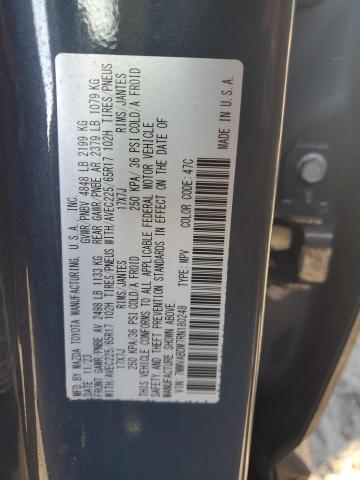 MFD. BY MAZDA TOYOTA MANUFACTURING, U.S.A., INC.
DATE: 11/23 GVWR/PNBV 4848 LB 2199 KG
FRONT GAWR/PNBE AV 2498 LB 1133 KG REAR GAWR/PNBE AR 2379 LB 1079 KG
WITH/AVEC225/65R17 102H TIRES/PNEUS WITH/AVEC225/65R17 102H TIRES/PNEUS
17X7J RIMS/JANTES 17X7J RIMS/JANTES
250 KPA/36 PSI COLD/A FROID 250 KPA/ 36 PSI COLD/A FROID
THIS VEHICLE CONFORMS TO ALL APPLICABLE FEDERAL MOTOR VEHICLE
SAFETY AND THEFT PREVENTION STANDARDS IN EFFECT ON THE DATE OF
MANUFACTURE SHOWN ABOVE.
TYPE: MPV COLOR CODE: 47C
MADE IN U.S.A.